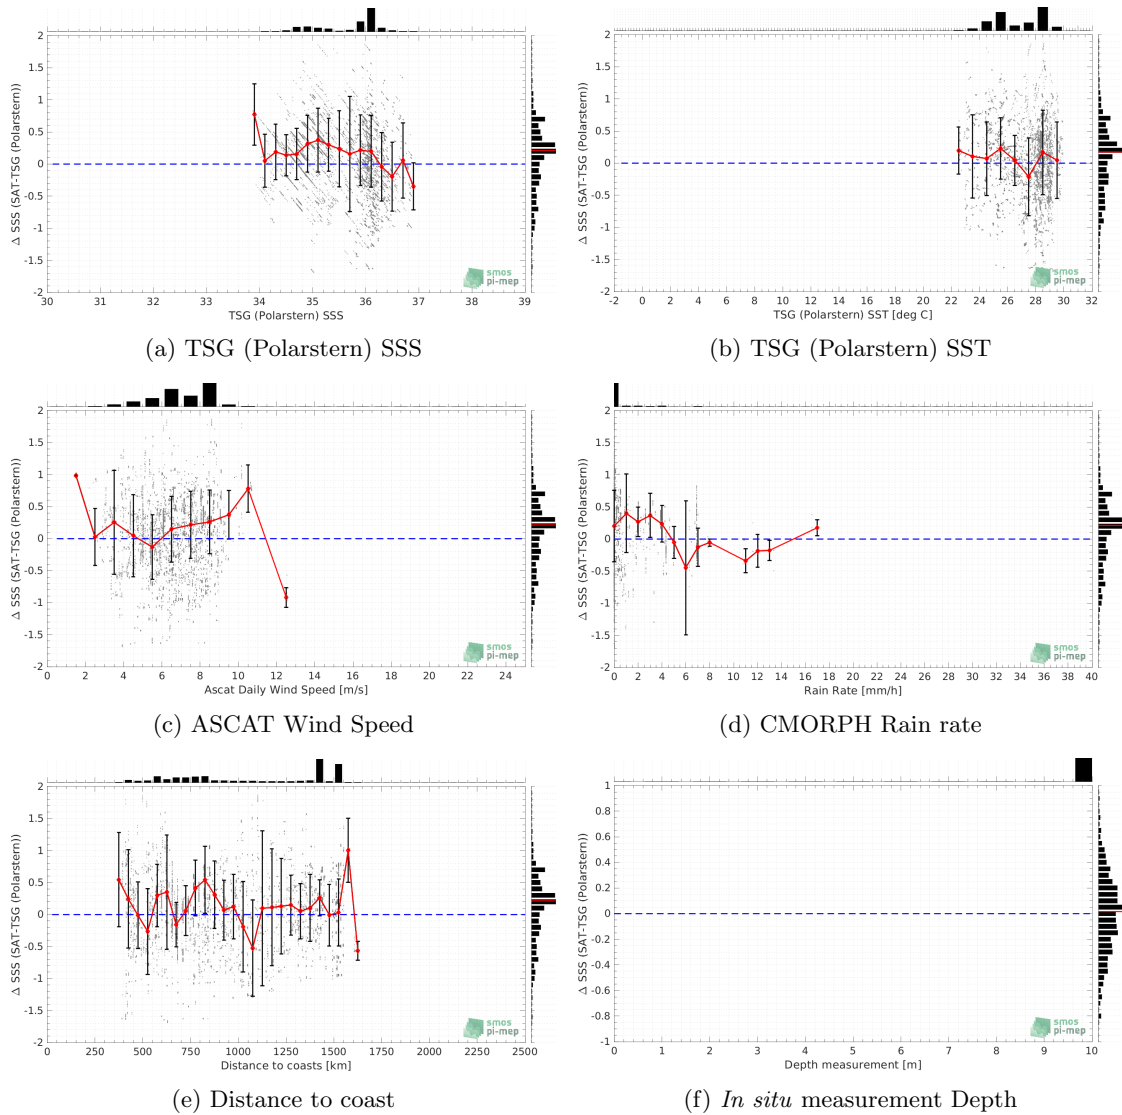 2
1.5
1
0.5
0
-0.5
-1
-1.5
-2
Δ SSS (SAT-TSG (Polarstern))
30 31 32 33 34 35 36 37 38 39
TSG (Polarstern) SSS
smos
pi-mep
(a) TSG (Polarstern) SSS
2
1.5
1
0.5
0
-0.5
-1
-1.5
-2
Δ SSS (SAT-TSG (Polarstern))
-2 0 2 4 6 8 10 12 14 16 18 20 22 24 26 28 30 32
TSG (Polarstern) SST [deg C]
smos
pi-mep
(b) TSG (Polarstern) SST
2
1.5
1
0.5
0
-0.5
-1
-1.5
-2
Δ SSS (SAT-TSG (Polarstern))
0 2 4 6 8 10 12 14 16 18 20 22 24
Ascat Daily Wind Speed [m/s]
smos
pi-mep
(c) ASCAT Wind Speed
2
1.5
1
0.5
0
-0.5
-1
-1.5
-2
Δ SSS (SAT-TSG (Polarstern))
0 2 4 6 8 10 12 14 16 18 20 22 24 26 28 30 32 34 36 38 40
Rain Rate [mm/h]
smos
pi-mep
(d) CMORPH Rain rate
2
1.5
1
0.5
0
-0.5
-1
-1.5
-2
Δ SSS (SAT-TSG (Polarstern))
0 250 500 750 1000 1250 1500 1750 2000 2250 2500
Distance to coasts [km]
smos
pi-mep
(e) Distance to coast
1
0.8
0.6
0.4
0.2
0
-0.2
-0.4
-0.6
-0.8
-1
Δ SSS (SAT-TSG (Polarstern))
0 1 2 3 4 5 6 7 8 9 10
Depth measurement [m]
smos
pi-mep
(f) In situ measurement Depth